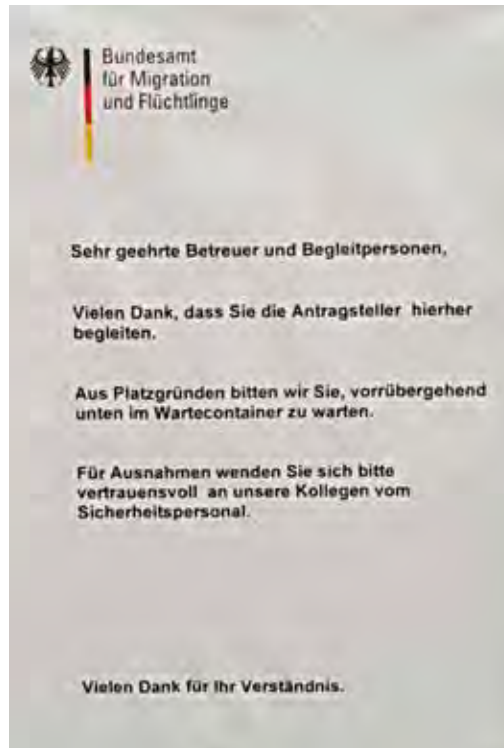 Bundesamt
für Migration
und Flüchtlinge
Sehr geehrte Betreuer und Begleitpersonen,
Vielen Dank, dass Sie die Antragsteller hierher
begleiten.
Aus Platzgründen bitten wir Sie, vorrübergehend
unten im Wartecontainer zu warten.
Für Ausnahmen wenden Sie sich bitte
vertrauensvoll an unsere Kollegen vom
Sicherheitspersonal.
Vielen Dank für Ihr Verständnis.